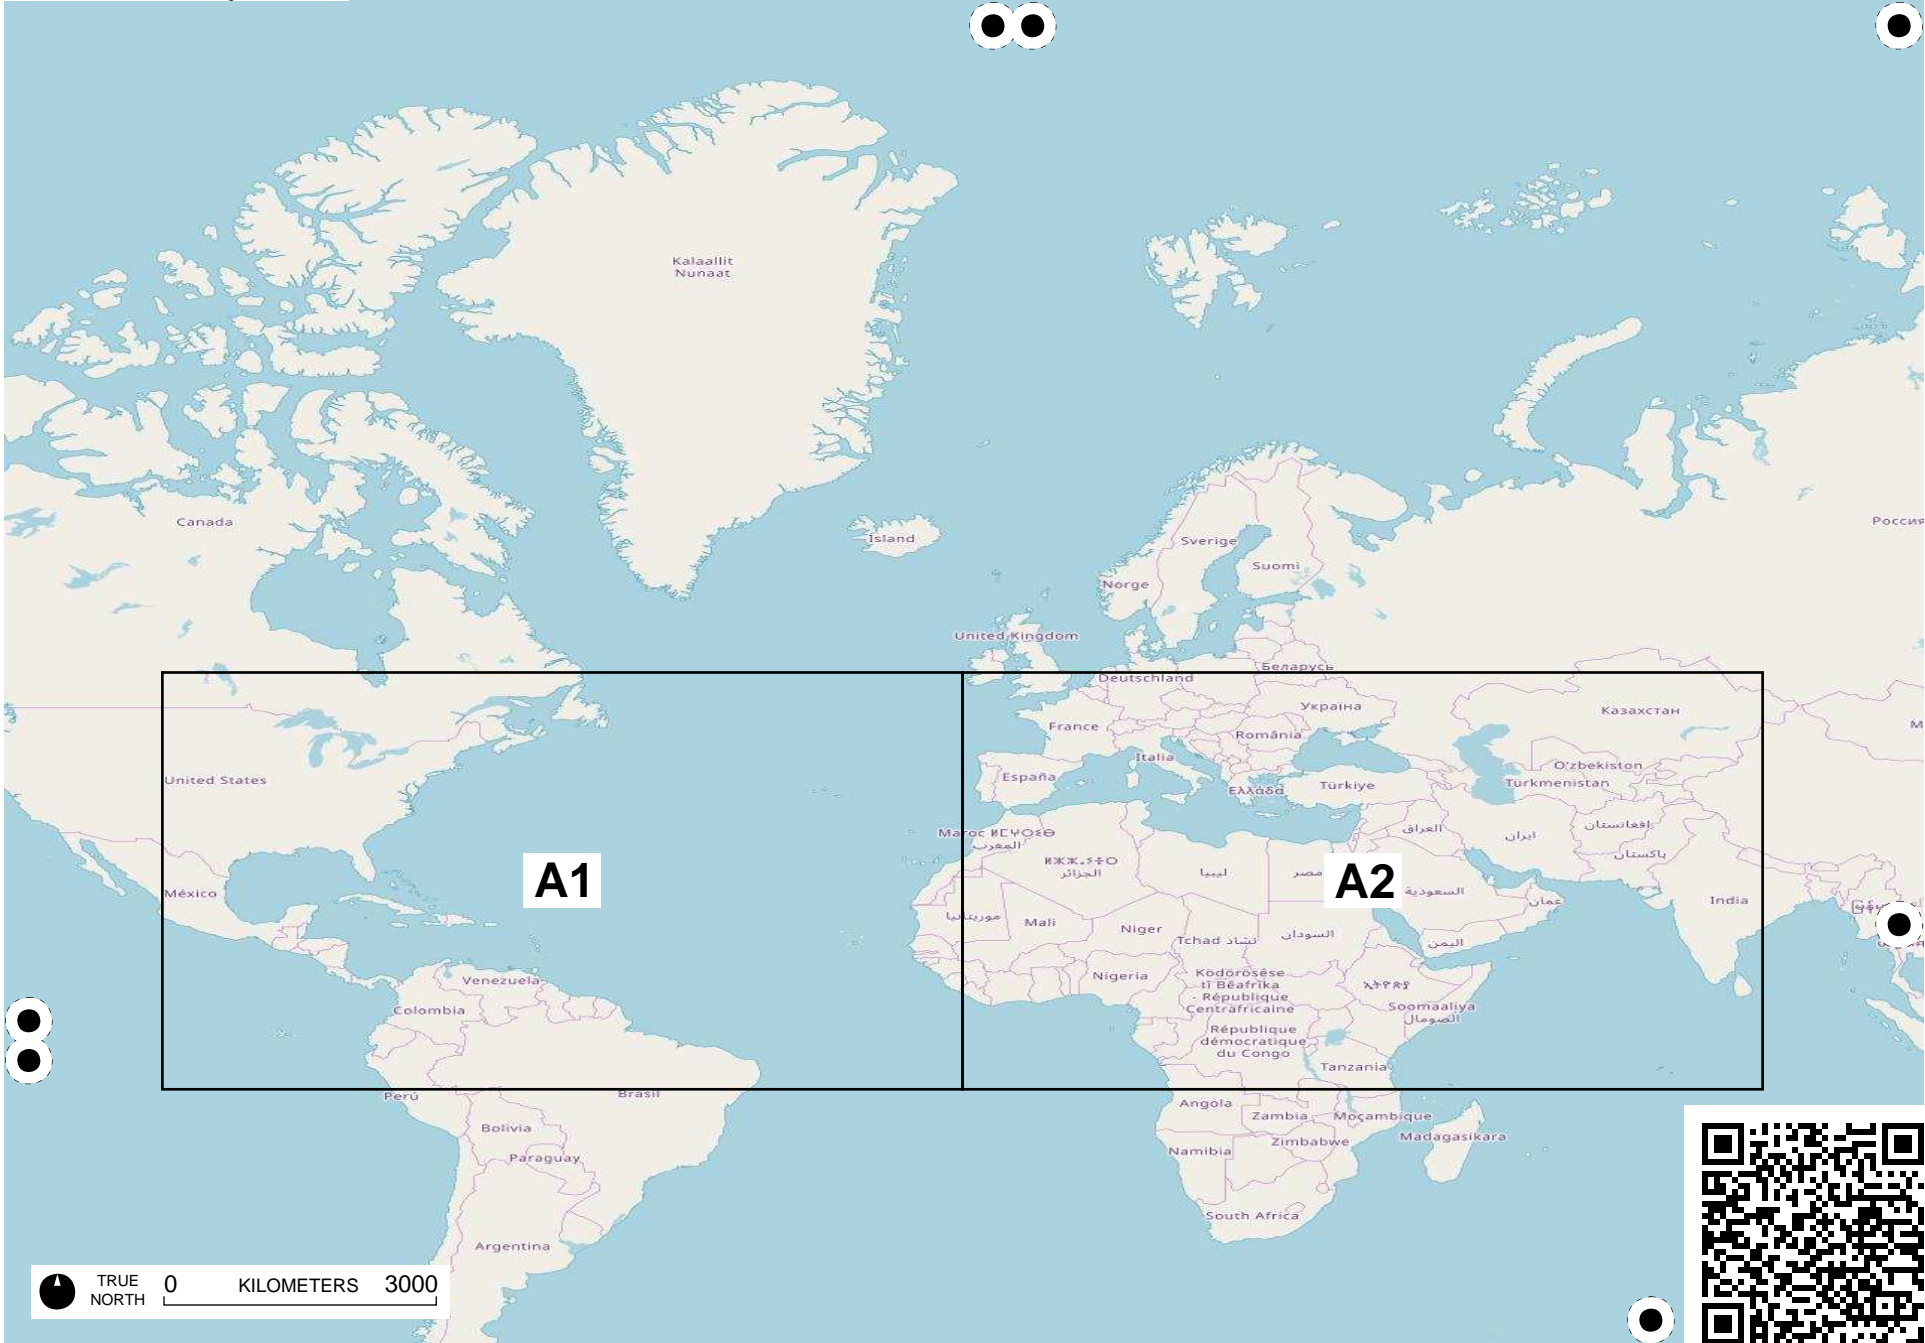 Kalaallit
Nunaat
Canada
Ísland
Sverige
Suomi
Norge
Россия
United Kingdom
Беларусь
Deutschland
Україна
France
România
Казахстан
Italia
España
Ελλάδα
Türkiye
O'zbekiston
Türkmenistan
United States
Maroc ⵍⵎⵖⵔⵉⴱ
المغرب
العراق
ایران
افغانستان
پاکستان
الجزائر
ليبيا
مصر
السعودية
A1
A2
México
India
عمان
موريتانيا
Mali
Niger
Tchad تشاد
السودان
اليمن
Venezuela
Nigeria
Ködörösêse
tî Bêafrîka
- République
Centrafricaine
Colombia
Soomaaliya
الصومال
République
démocratique
du Congo
Tanzania
Perú
Brasil
Angola
Zambia
Moçambique
Bolivia
Zimbabwe
Madagasikara
Paraguay
Namibia
South Africa
Argentina
TRUE
NORTH
0 KILOMETERS 3000